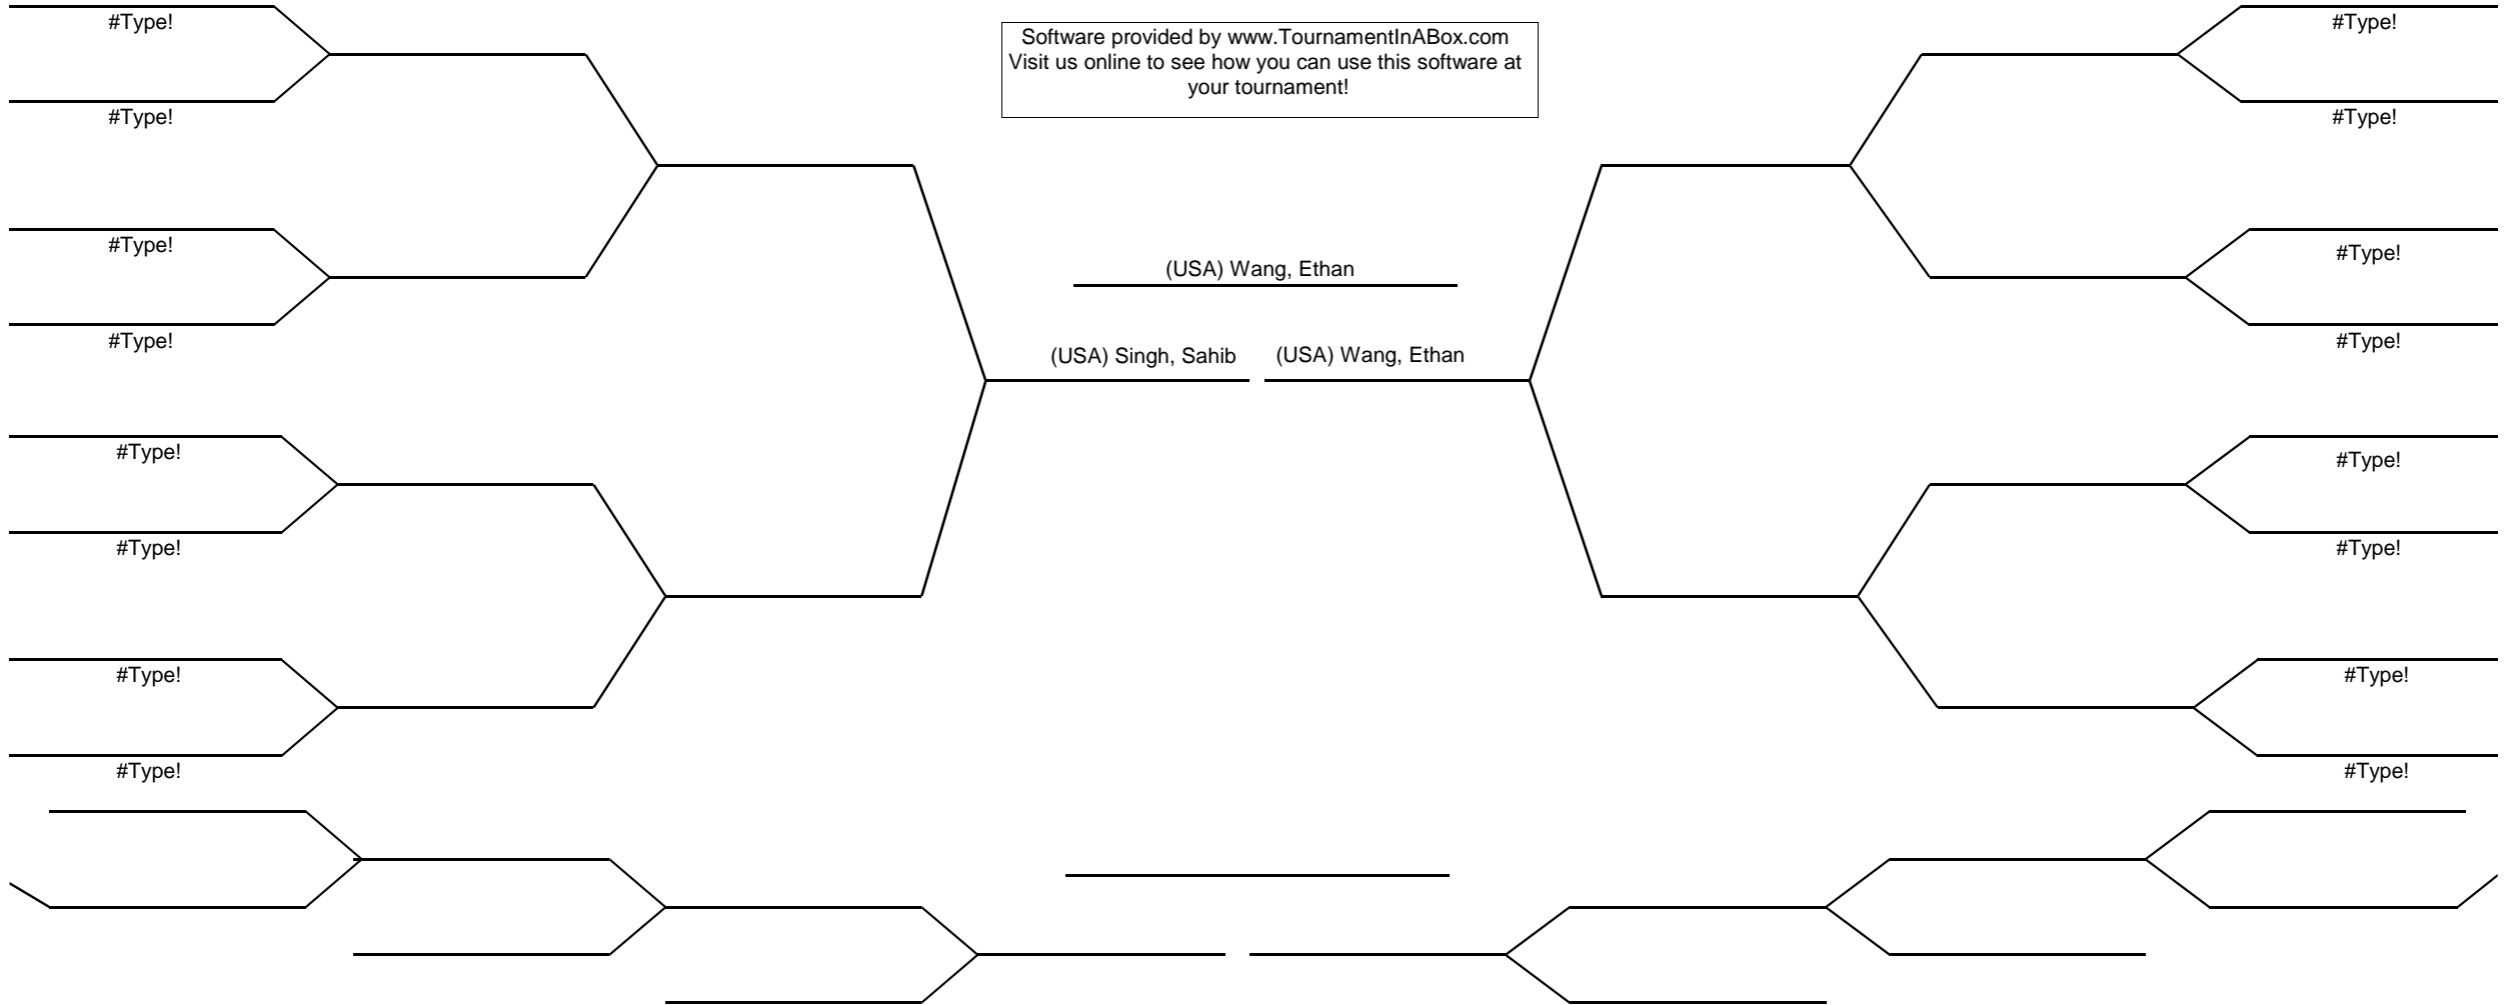 #Type!
#Type!
Software provided by www.TournamentInABox.com
Visit us online to see how you can use this software at
your tournament!
#Type!
#Type!
#Type!
#Type!
(USA) Wang, Ethan
#Type!
#Type!
(USA) Singh, Sahib
(USA) Wang, Ethan
#Type!
#Type!
#Type!
#Type!
#Type!
#Type!
#Type!
#Type!